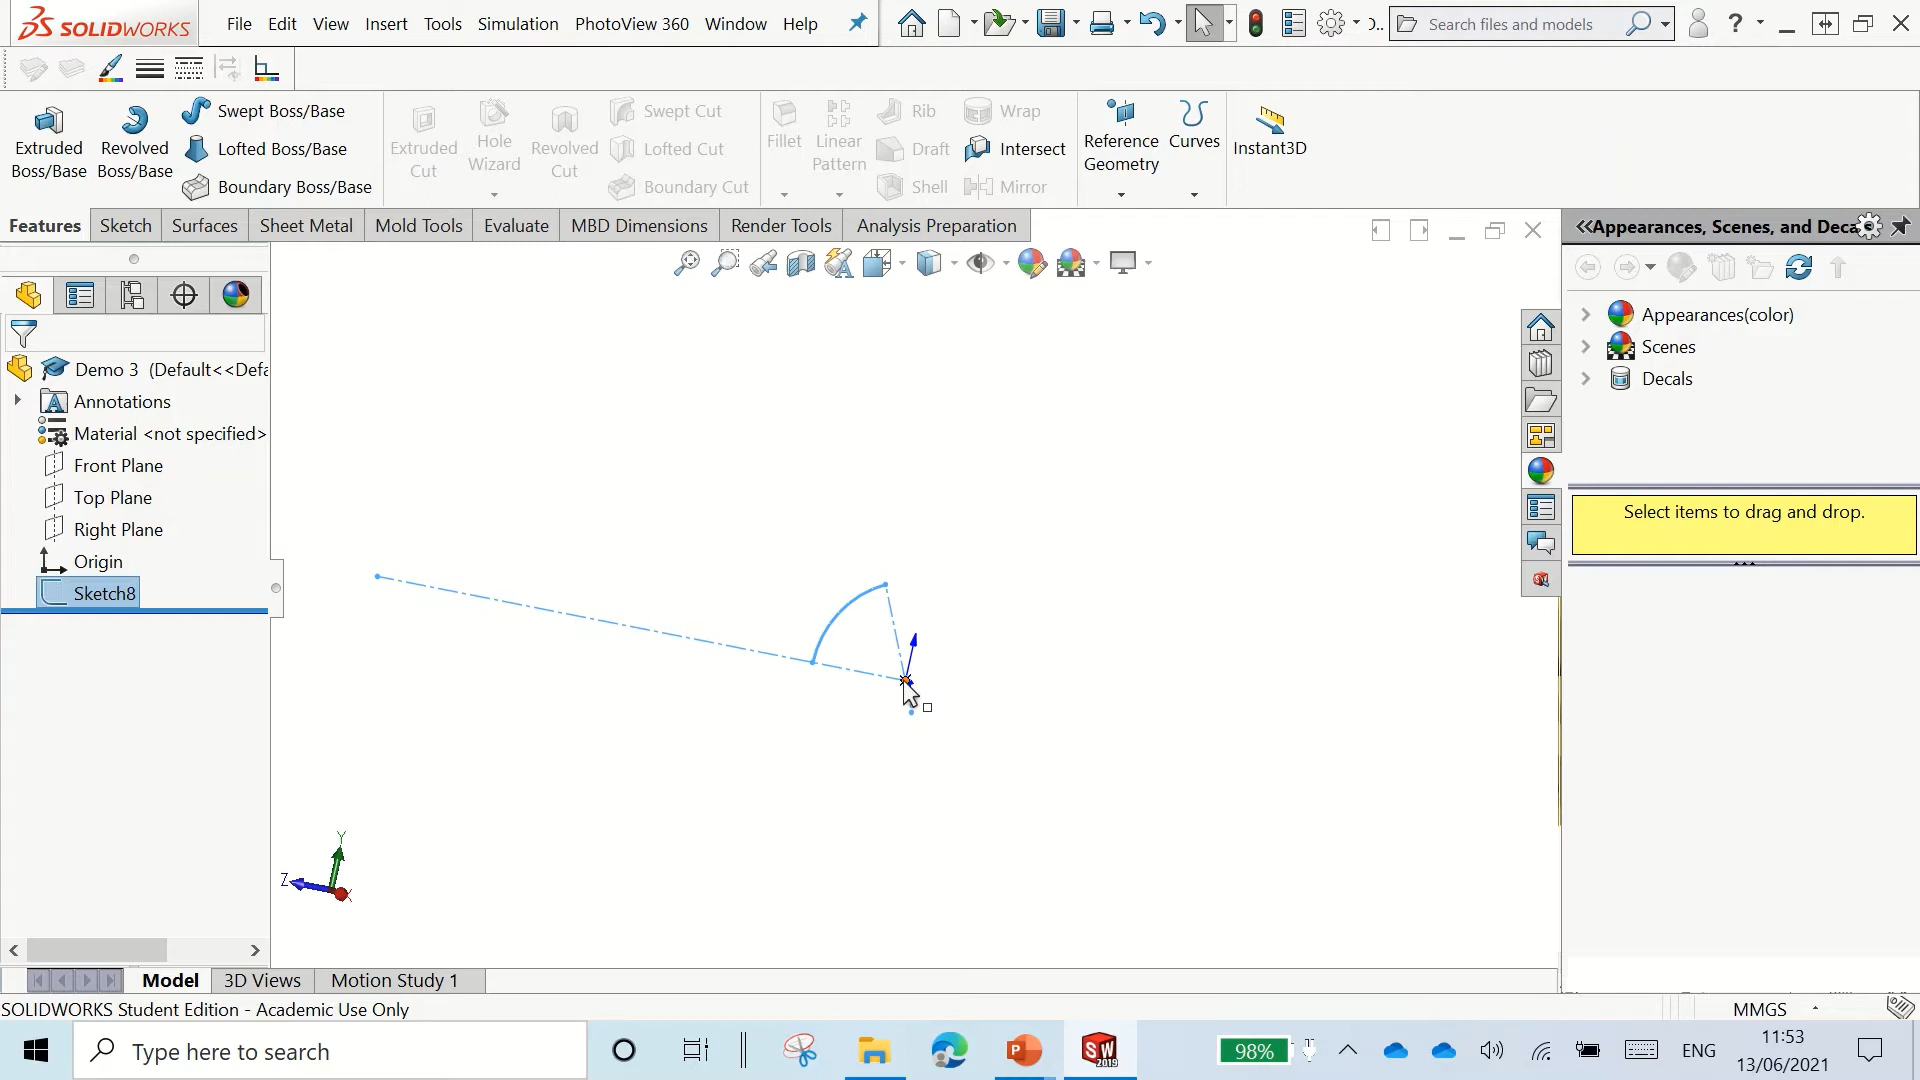 SOLIDWORKS File Edit View Insert Tools Simulation PhotoView 360 Window Help Search files and models ?
Extruded Boss/Base
Revolved Boss/Base
Swept Boss/Base
Lofted Boss/Base
Boundary Boss/Base
Extruded Cut
Hole Wizard
Revolved Cut
Swept Cut
Lofted Cut
Boundary Cut
Fillet
Linear Pattern
Rib
Draft
Shell
Wrap
Intersect
Mirror
Reference Geometry
Curves
Instant3D
Features Sketch Surfaces Sheet Metal Mold Tools Evaluate MBD Dimensions Render Tools Analysis Preparation
Appearances, Scenes, and Deca
Demo 3 (Default<<Defa
Annotations
Material <not specified>
Front Plane
Top Plane
Right Plane
Origin
Sketch8
Appearances(color)
Scenes
Decals
Select items to drag and drop.
Y
Z
X
Model 3D Views Motion Study 1
SOLIDWORKS Student Edition - Academic Use Only
MMGS
Type here to search
98%
ENG
11:53
13/06/2021